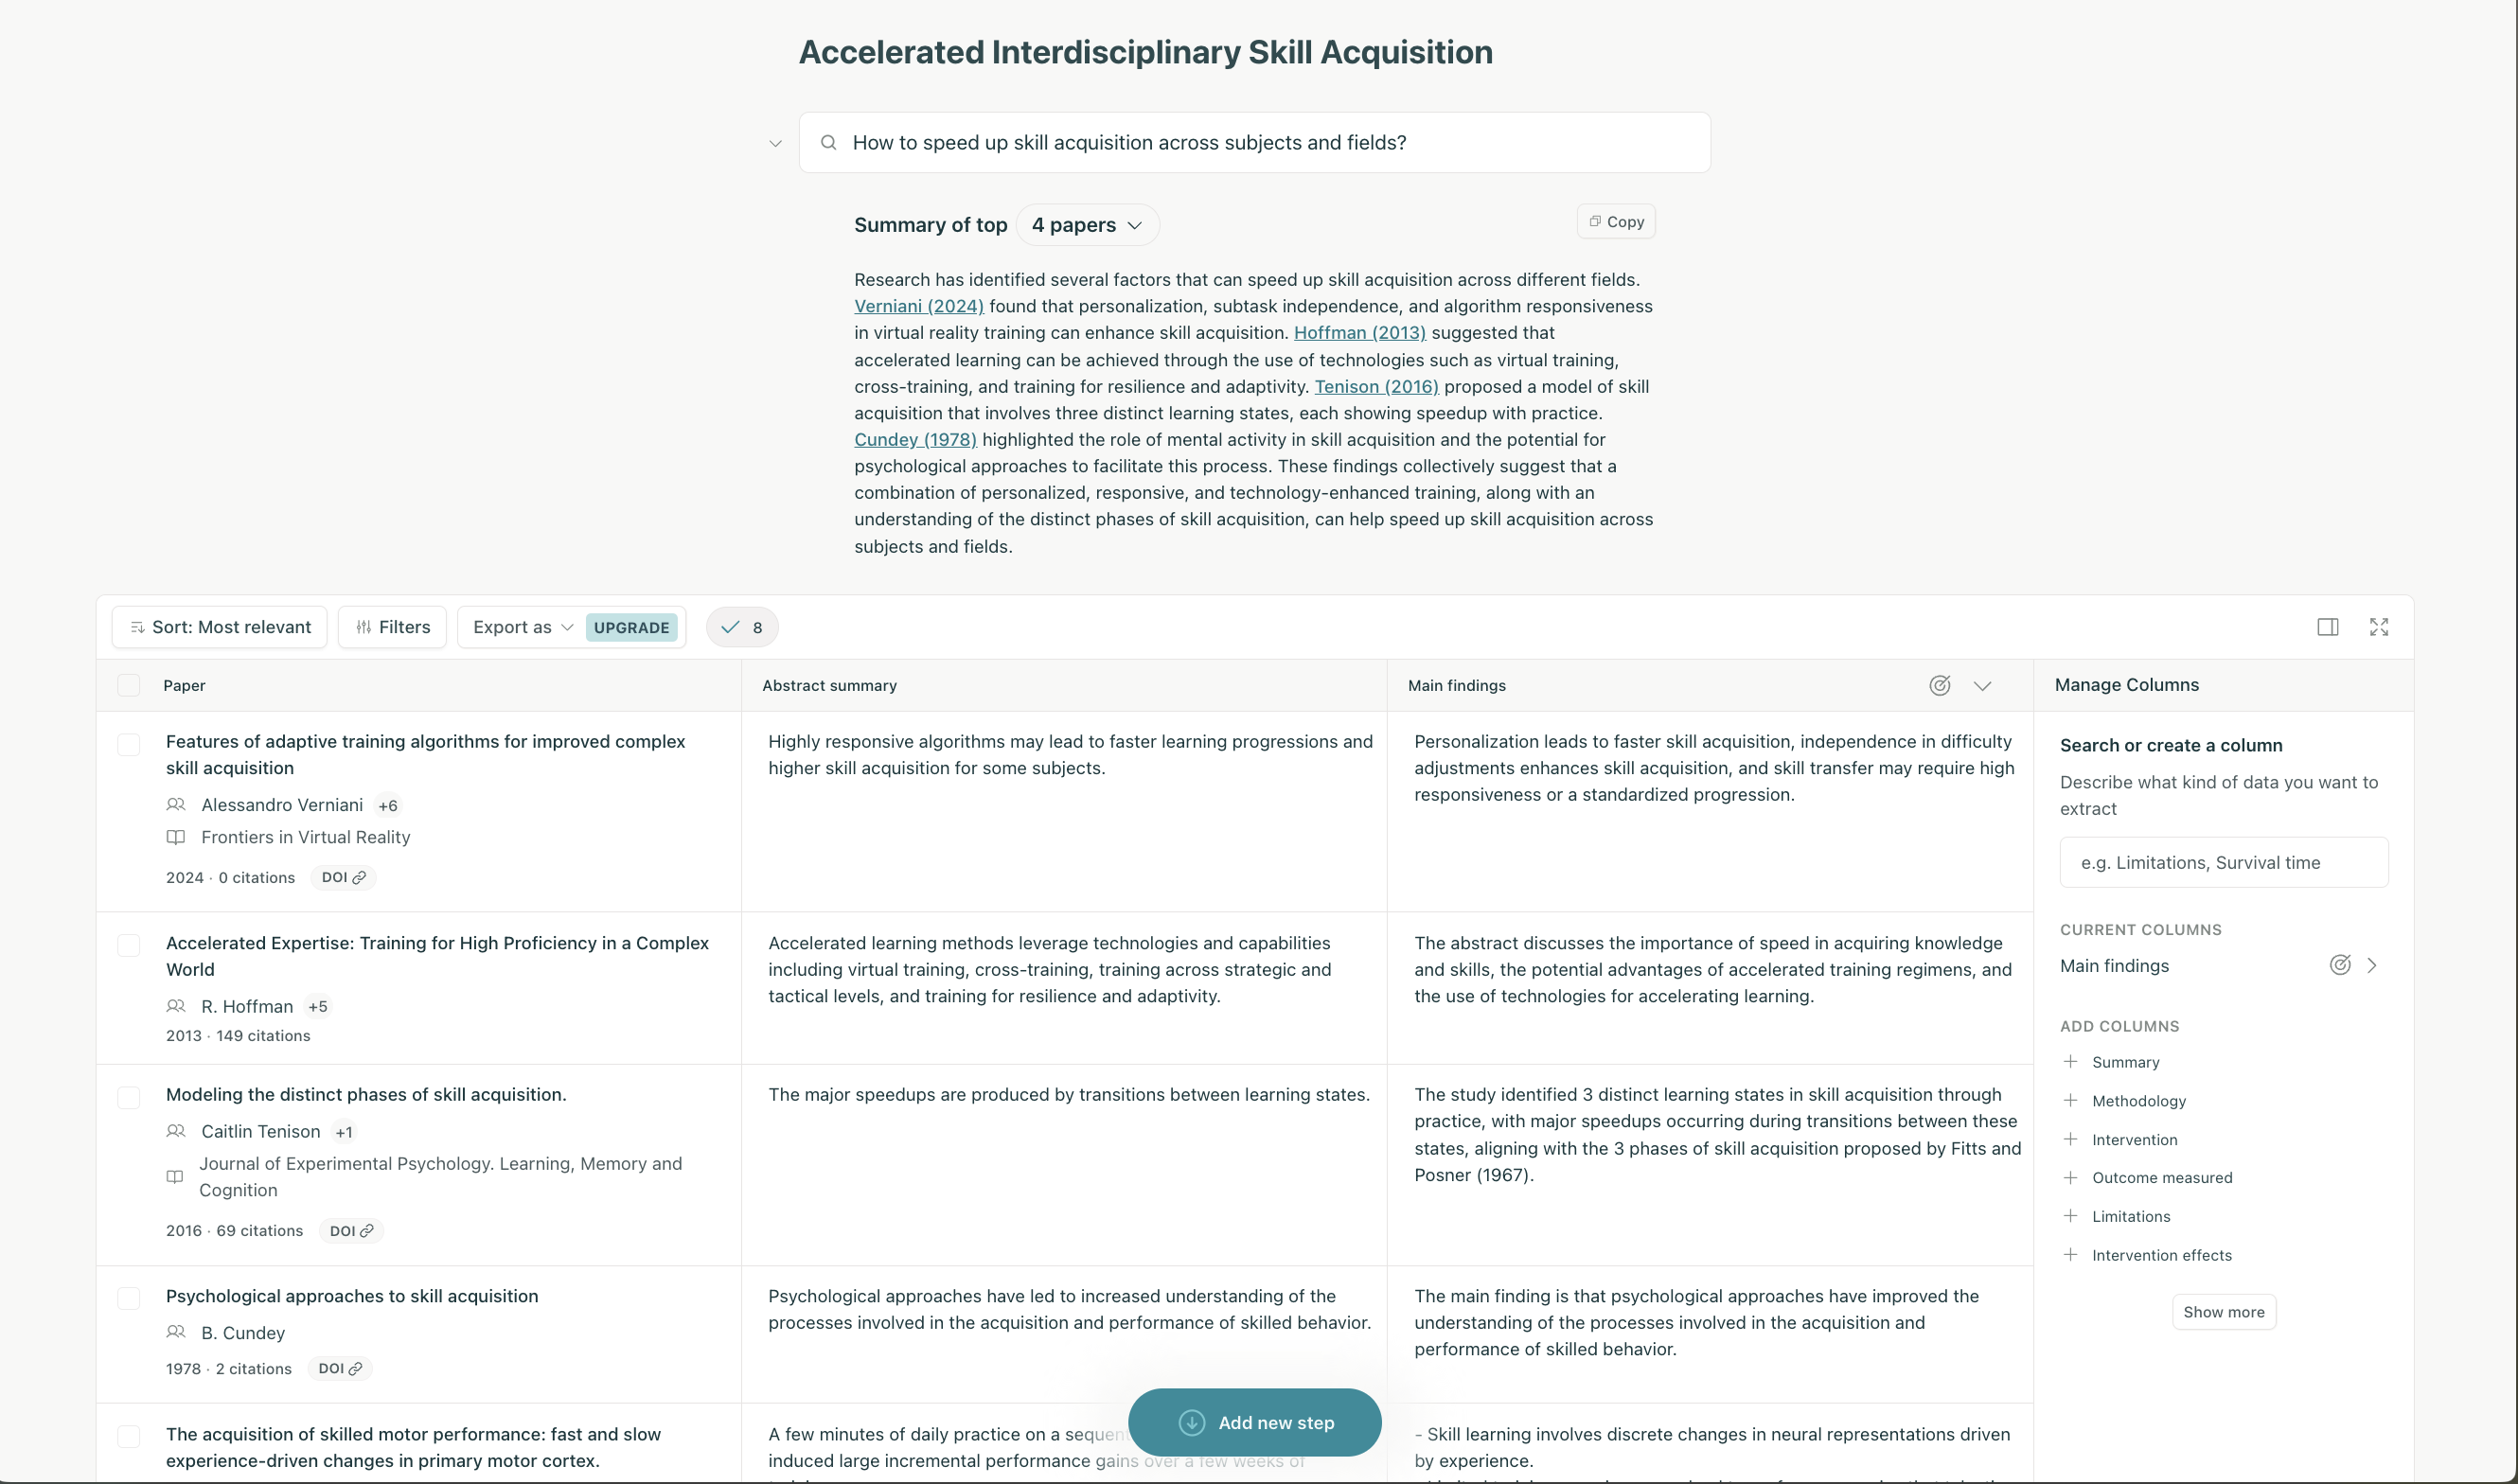 Accelerated Interdisciplinary Skill Acquisition
How to speed up skill acquisition across subjects and fields?
Summary of top 4 papers
Copy
Research has identified several factors that can speed up skill acquisition across different fields.
Verniani (2024) found that personalization, subtask independence, and algorithm responsiveness
in virtual reality training can enhance skill acquisition. Hoffman (2013) suggested that
accelerated learning can be achieved through the use of technologies such as virtual training,
cross-training, and training for resilience and adaptivity. Tenison (2016) proposed a model of skill
acquisition that involves three distinct learning states, each showing speedup with practice.
Cundey (1978) highlighted the role of mental activity in skill acquisition and the potential for
psychological approaches to facilitate this process. These findings collectively suggest that a
combination of personalized, responsive, and technology-enhanced training, along with an
understanding of the distinct phases of skill acquisition, can help speed up skill acquisition across
subjects and fields.
Sort: Most relevant
Filters
Export as UPGRADE
8
Paper
Abstract summary
Main findings
Manage Columns
Features of adaptive training algorithms for improved complex
skill acquisition
Alessandro Verniani +6
Frontiers in Virtual Reality
2024 · 0 citations DOI
Highly responsive algorithms may lead to faster learning progressions and
higher skill acquisition for some subjects.
Personalization leads to faster skill acquisition, independence in difficulty
adjustments enhances skill acquisition, and skill transfer may require high
responsiveness or a standardized progression.
Accelerated Expertise: Training for High Proficiency in a Complex
World
R. Hoffman +5
2013 · 149 citations
Accelerated learning methods leverage technologies and capabilities
including virtual training, cross-training, training across strategic and
tactical levels, and training for resilience and adaptivity.
The abstract discusses the importance of speed in acquiring knowledge
and skills, the potential advantages of accelerated training regimens, and
the use of technologies for accelerating learning.
Modeling the distinct phases of skill acquisition.
Caitlin Tenison +1
Journal of Experimental Psychology. Learning, Memory and
Cognition
2016 · 69 citations DOI
The major speedups are produced by transitions between learning states.
The study identified 3 distinct learning states in skill acquisition through
practice, with major speedups occurring during transitions between these
states, aligning with the 3 phases of skill acquisition proposed by Fitts and
Posner (1967).
Psychological approaches to skill acquisition
B. Cundey
1978 · 2 citations DOI
Psychological approaches have led to increased understanding of the
processes involved in the acquisition and performance of skilled behavior.
The main finding is that psychological approaches have improved the
understanding of the processes involved in the acquisition and
performance of skilled behavior.
The acquisition of skilled motor performance: fast and slow
experience-driven changes in primary motor cortex.
A few minutes of daily practice on a
induced large incremental performance gains over a few weeks of
- Skill learning involves discrete changes in neural representations driven
by experience.
Add new step
Search or create a column
Describe what kind of data you want to
extract
e.g. Limitations, Survival time
CURRENT COLUMNS
Main findings
ADD COLUMNS
Summary
Methodology
Intervention
Outcome measured
Limitations
Intervention effects
Show more